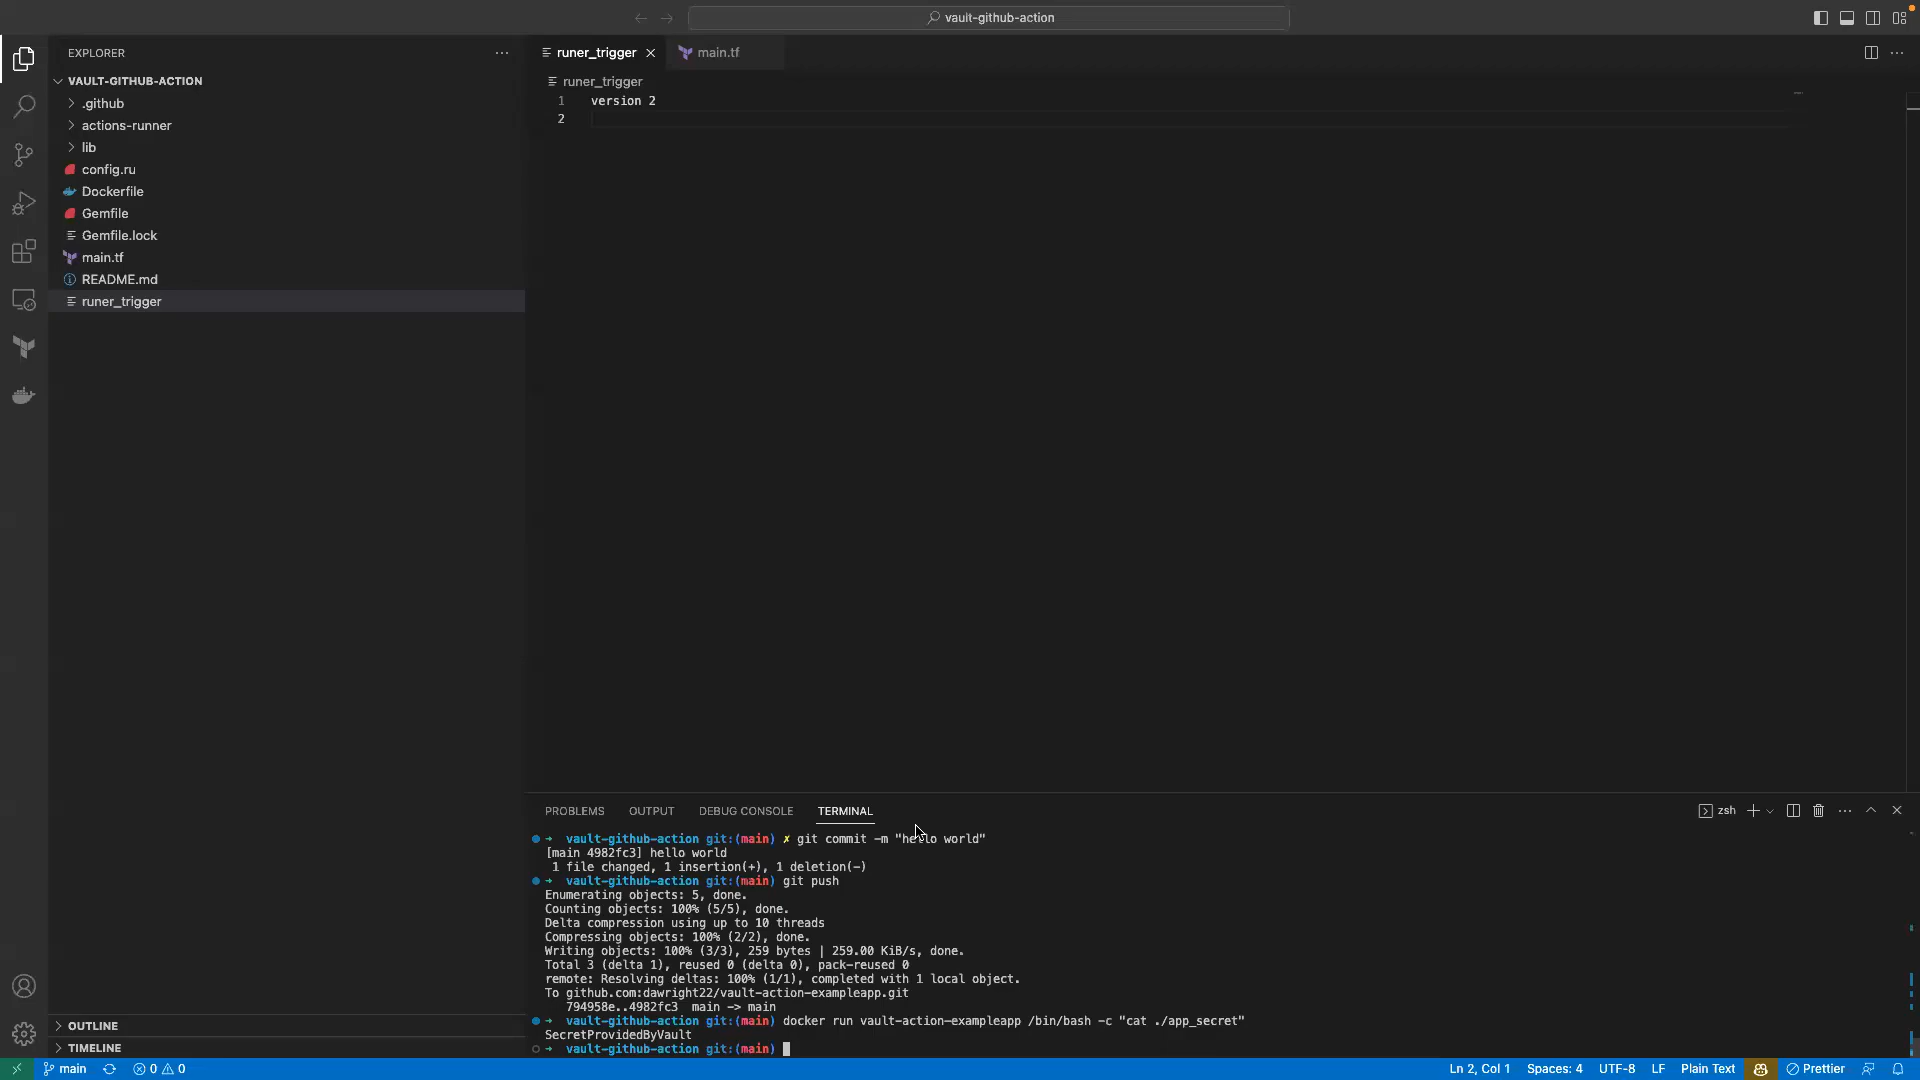 vault-github-action
EXPLORER
VAULT-GITHUB-ACTION
.github
actions-runner
lib
config.ru
Dockerfile
Gemfile
Gemfile.lock
main.tf
README.md
runer_trigger
OUTLINE
TIMELINE
runer_trigger
main.tf
runer_trigger
1 version 2
2
PROBLEMS OUTPUT DEBUG CONSOLE TERMINAL
zsh
➜ vault-github-action git:(main) ✗ git commit -m "hello world"
[main 4982fc3] hello world
1 file changed, 1 insertion(+), 1 deletion(-)
➜ vault-github-action git:(main) git push
Enumerating objects: 5, done.
Counting objects: 100% (5/5), done.
Delta compression using up to 10 threads
Compressing objects: 100% (2/2), done.
Writing objects: 100% (3/3), 259 bytes | 259.00 KiB/s, done.
Total 3 (delta 1), reused 0 (delta 0), pack-reused 0
remote: Resolving deltas: 100% (1/1), completed with 1 local object.
To github.com:dawright22/vault-action-exampleapp.git
794958e..4982fc3 main -> main
➜ vault-github-action git:(main) docker run vault-action-exampleapp /bin/bash -c "cat ./app_secret"
SecretProvidedByVault
➜ vault-github-action git:(main)
main 0 0 Ln 2, Col 1 Spaces: 4 UTF-8 LF Plain Text Prettier